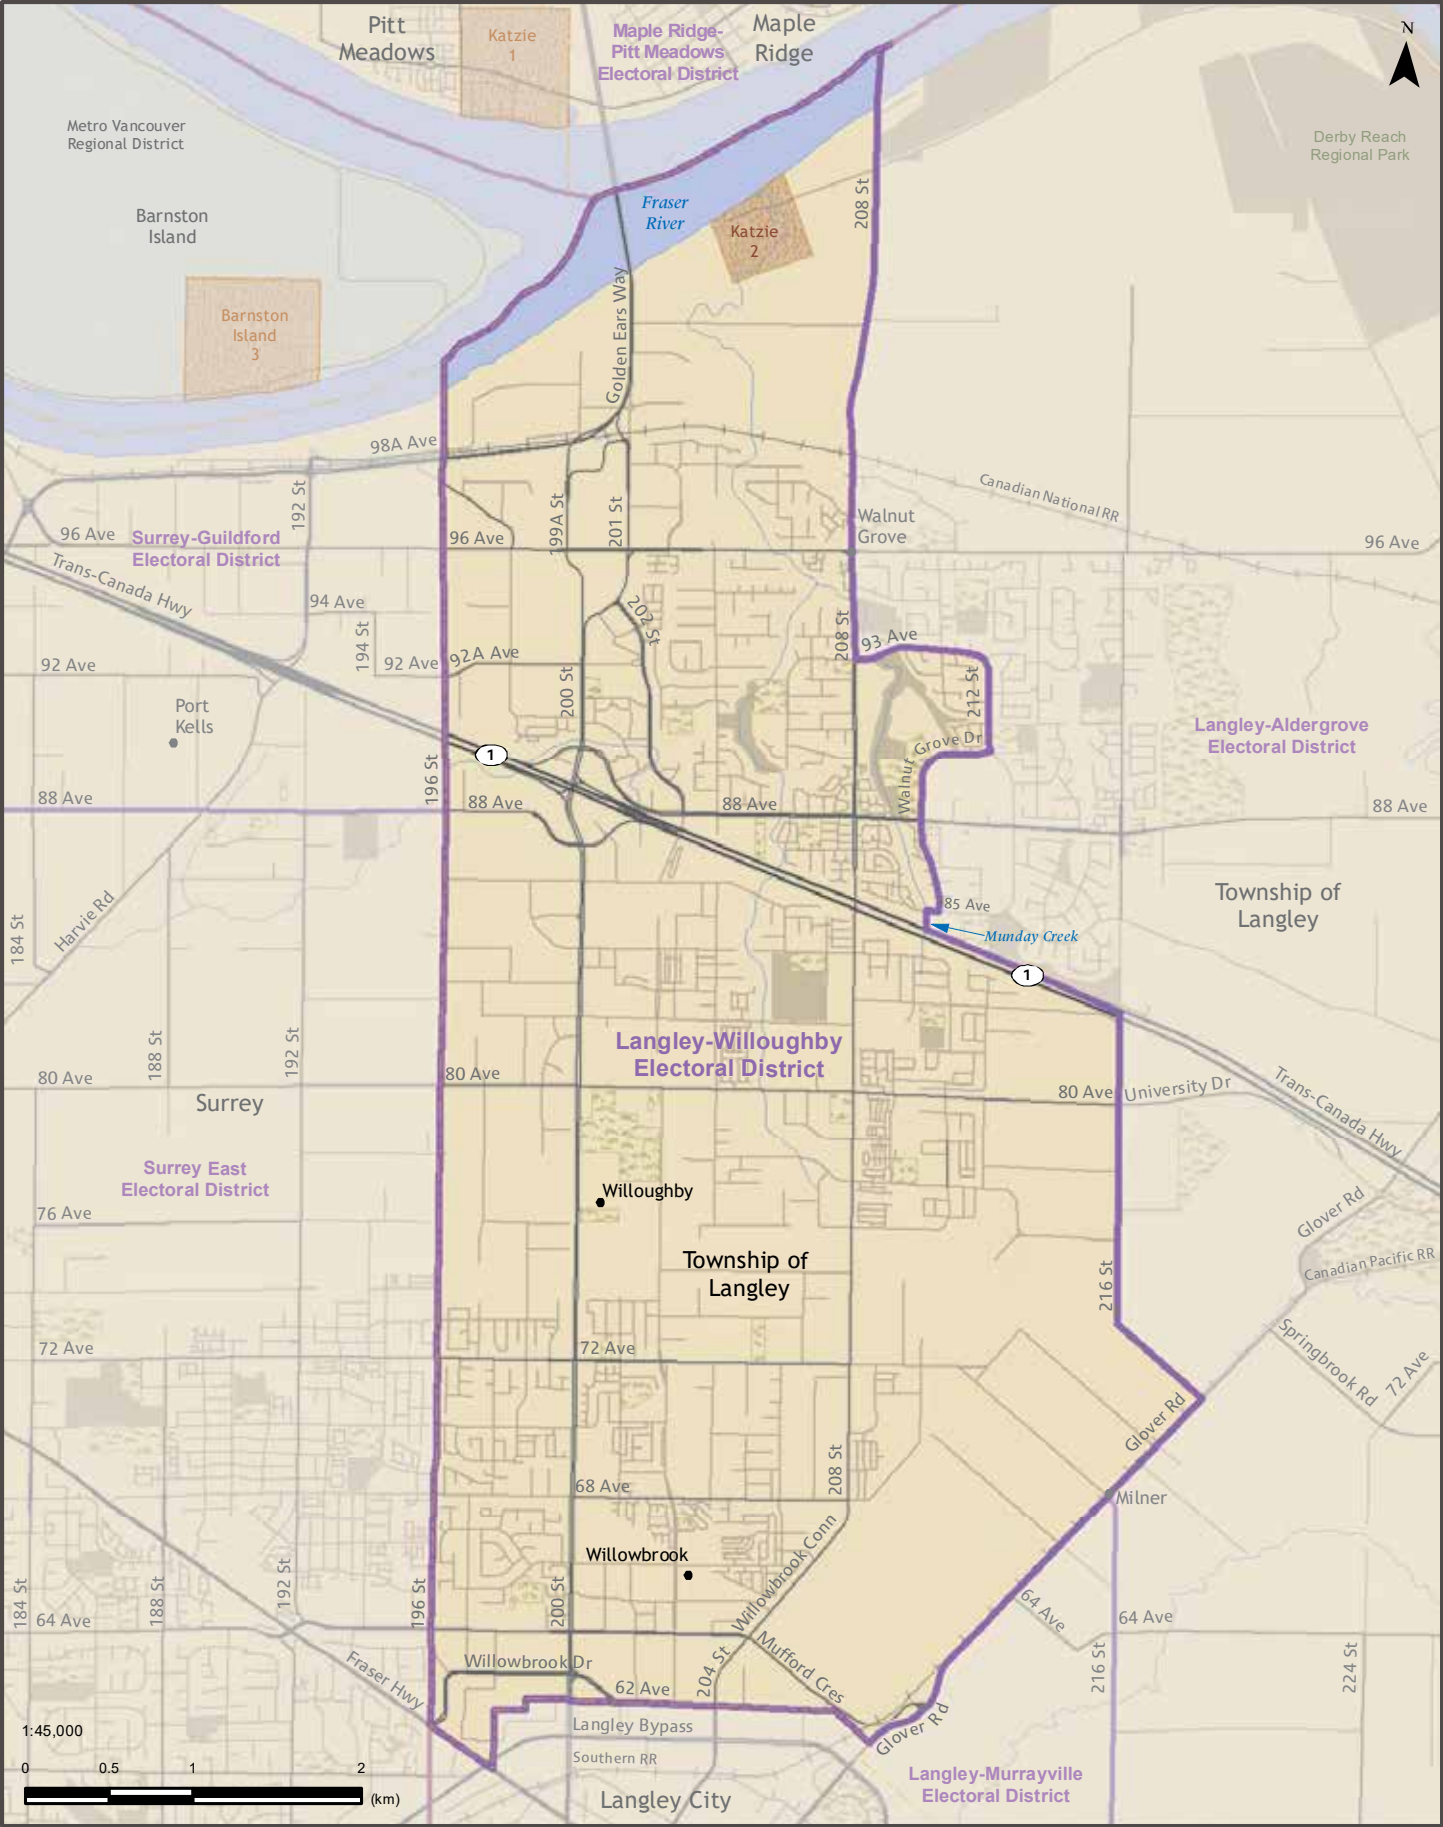 N
Pitt
Meadows
Katzie
1
Maple Ridge-
Pitt Meadows
Electoral District
Maple
Ridge
Metro Vancouver
Regional District
Derby Reach
Regional Park
Barnston
Island
Fraser
River
Katzie
2
208 St
Barnston
Island
3
Golden Ears Way
98A Ave
192 St
199A St
201 St
Canadian National RR
Walnut
Grove
96 Ave
Surrey-Guildford
Electoral District
96 Ave
96 Ave
Trans-Canada Hwy
94 Ave
194 St
202 St
208 St
93 Ave
92 Ave
92 Ave
92A Ave
200 St
212 St
Port
Kells
Langley-Aldergrove
Electoral District
196 St
1
Walnut Grove Dr
88 Ave
88 Ave
88 Ave
88 Ave
184 St
Harvie Rd
85 Ave
Munday Creek
Township of
Langley
1
188 St
192 St
Langley-Willoughby
Electoral District
80 Ave
80 Ave
80 Ave
University Dr
Trans-Canada Hwy
Surrey
Surrey East
Electoral District
Willoughby
76 Ave
Glover Rd
Canadian Pacific RR
Township of
Langley
216 St
72 Ave
72 Ave
Springbrook Rd
72 Ave
Glover Rd
208 St
68 Ave
Milner
Willowbrook
Willowbrook Conn
184 St
188 St
192 St
196 St
200 St
64 Ave
64 Ave
64 Ave
Mufford Cres
204 St
216 St
224 St
Fraser Hwy
Willowbrook Dr
62 Ave
Glover Rd
Langley Bypass
Southern RR
1:45,000
0 0.5 1 2
(km)
Langley City
Langley-Murrayville
Electoral District